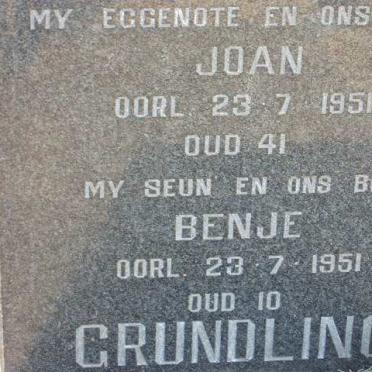 MY EGGENOTE EN ONS
JOAN
OORL. 23·7·1951
OUD 41
MY SEUN EN ONS B
BENJE
OORL. 23·7·1951
OUD 10
GRUNDLING